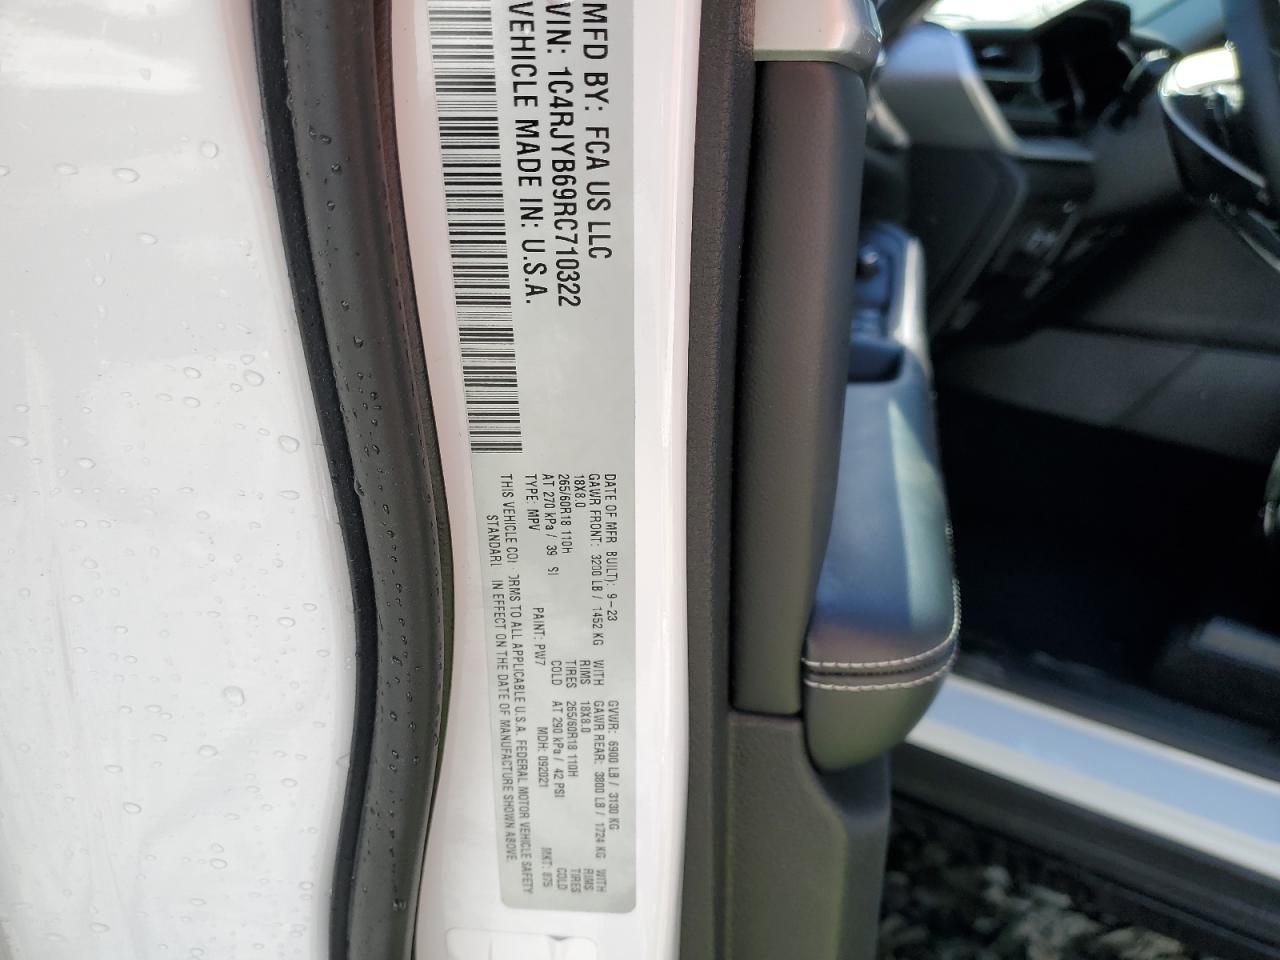 MFD BY: FCA US LLC
VIN: 1C4RJYB69RC710322
VEHICLE MADE IN: U.S.A.
DATE OF MFR BUILT): 9-23 GVWR: 6900 LB / 3130 KG
GAWR FRONT: 3200 LB / 1452 KG WITH GAWR REAR: 3800 LB / 1724 KG WITH
18X8.0 RIMS 18X8.0 RIMS
265/60R18 110H TIRES 265/60R18 110H TIRES
AT 270 kPa / 39 SI COLD AT 290 kPa / 42 PSI COLD
TYPE: MPV PAINT: PW7 MDH: 092021 MKT: 875
THIS VEHICLE CO ORMS TO ALL APPLICABLE U.S.A. FEDERAL MOTOR VEHICLE SAFETY
STANDAR IN EFFECT ON THE DATE OF MANUFACTURE SHOWN ABOVE.